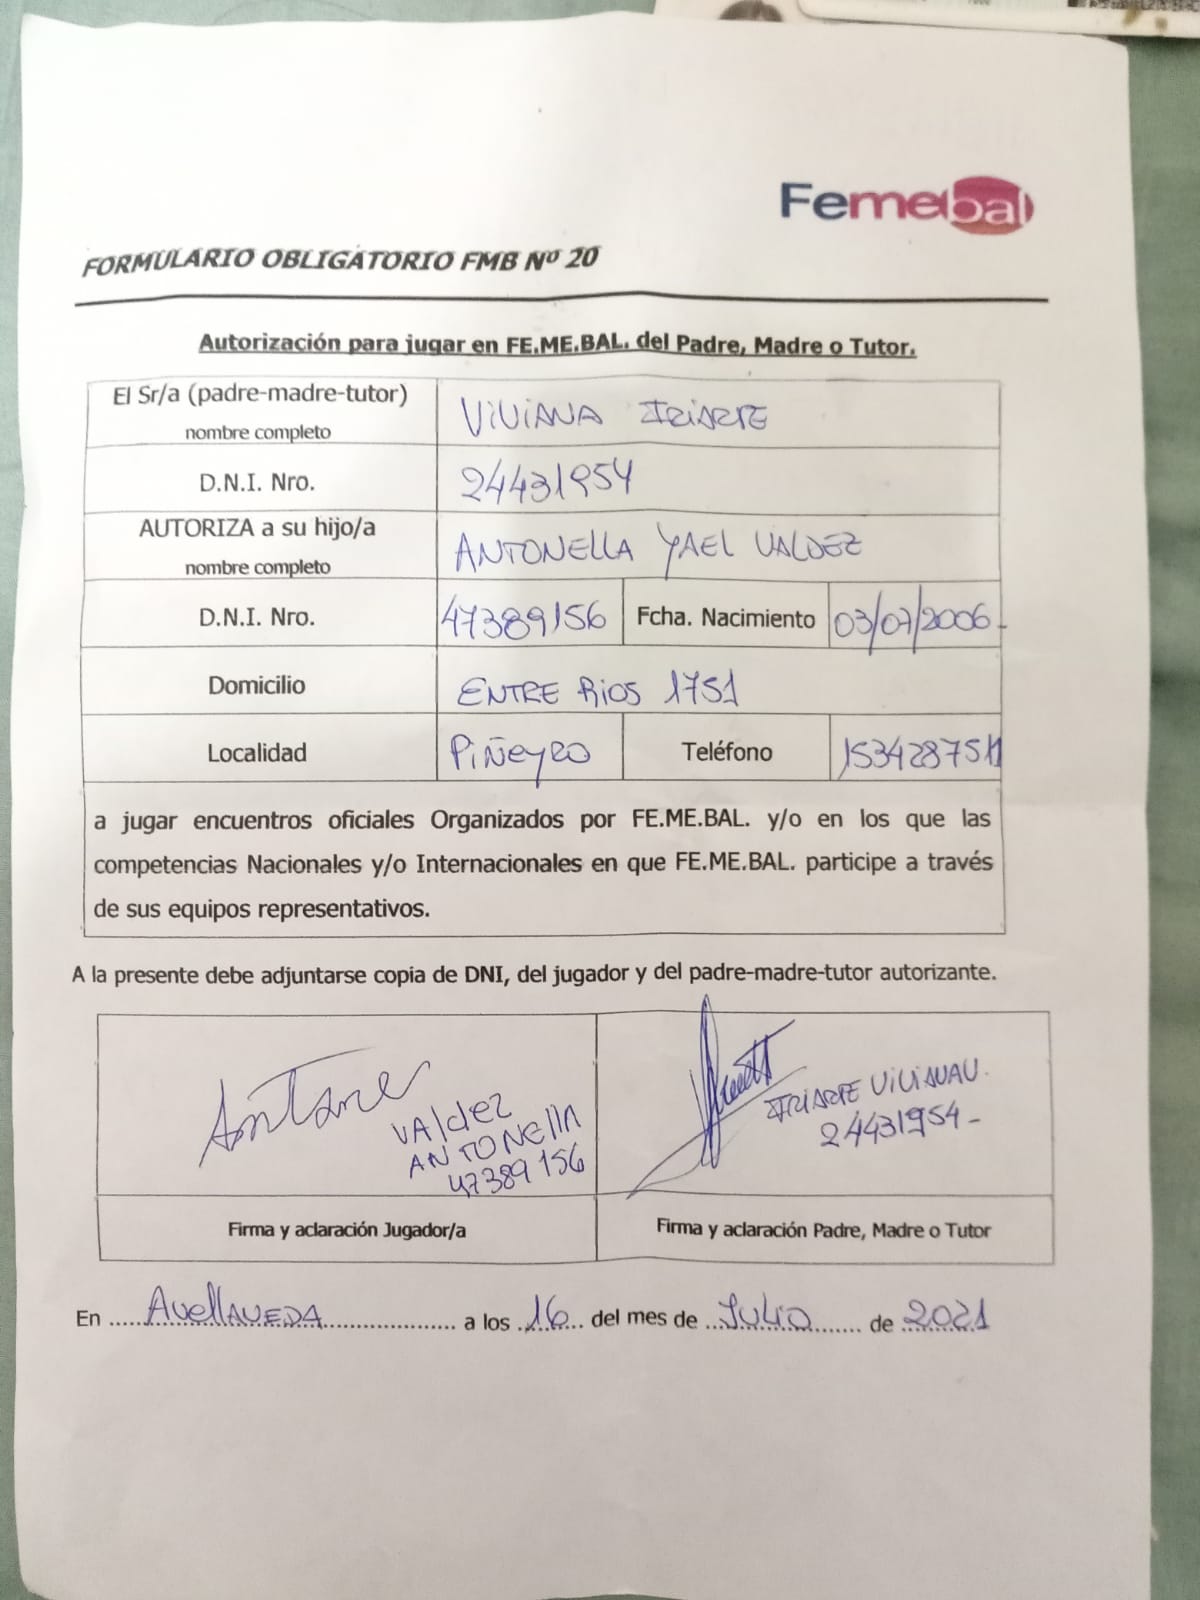 Femebal
FORMULARIO OBLIGATORIO FMB Nº 20
Autorización para jugar en FE.ME.BAL. del Padre, Madre o Tutor.
El Sr/a (padre-madre-tutor)
nombre completo
VIVIANA IRIARTE
D.N.I. Nro.
24431954
AUTORIZA a su hijo/a
nombre completo
ANTONELLA YAEL VALDEZ
D.N.I. Nro.
47389156
Fcha. Nacimiento
03/07/2006-
Domicilio
ENTRE RIOS 1751
Localidad
PIÑEYRO
Teléfono
a jugar encuentros oficiales Organizados por FE.ME.BAL. y/o en los que las
competencias Nacionales y/o Internacionales en que FE.ME.BAL. participe a través
de sus equipos representativos.
A la presente debe adjuntarse copia de DNI, del jugador y del padre-madre-tutor autorizante.
VAldEZ
ANTONEllA
47389156
IRIARTE
24431954-
Firma y aclaración Jugador/a
Firma y aclaración Padre, Madre o Tutor
En ..... AvellANEDA ..... a los .16... del mes de ..JULIO....... de 2021